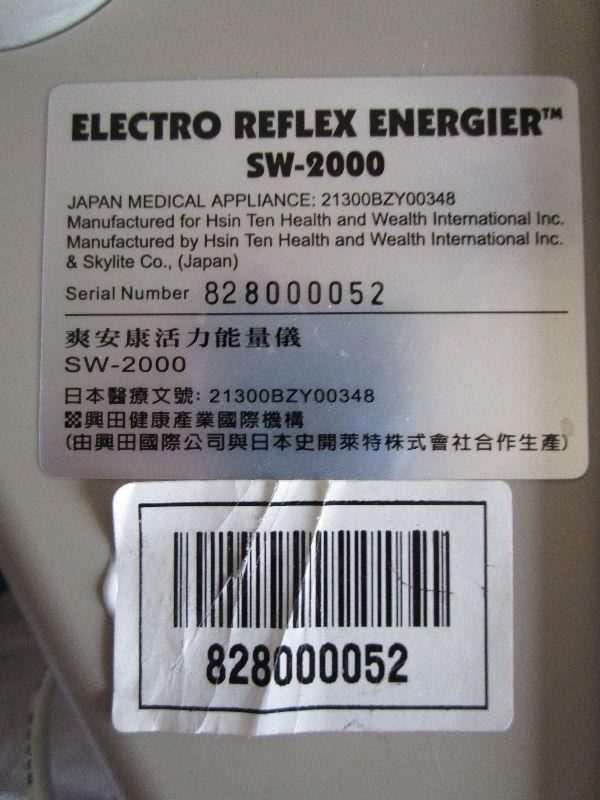 ELECTRO REFLEX ENERGIER™
SW-2000
JAPAN MEDICAL APPLIANCE: 21300BZY00348
Manufactured for Hsin Ten Health and Wealth International Inc.
Manufactured by Hsin Ten Health and Wealth International Inc.
& Skylite Co., (Japan)
Serial Number 828000052
爽安康活力能量儀
SW-2000
日本醫療文號: 21300BZY00348
興田健康產業國際機構
(由興田國際公司與日本史開萊特株式會社合作生產)
828000052